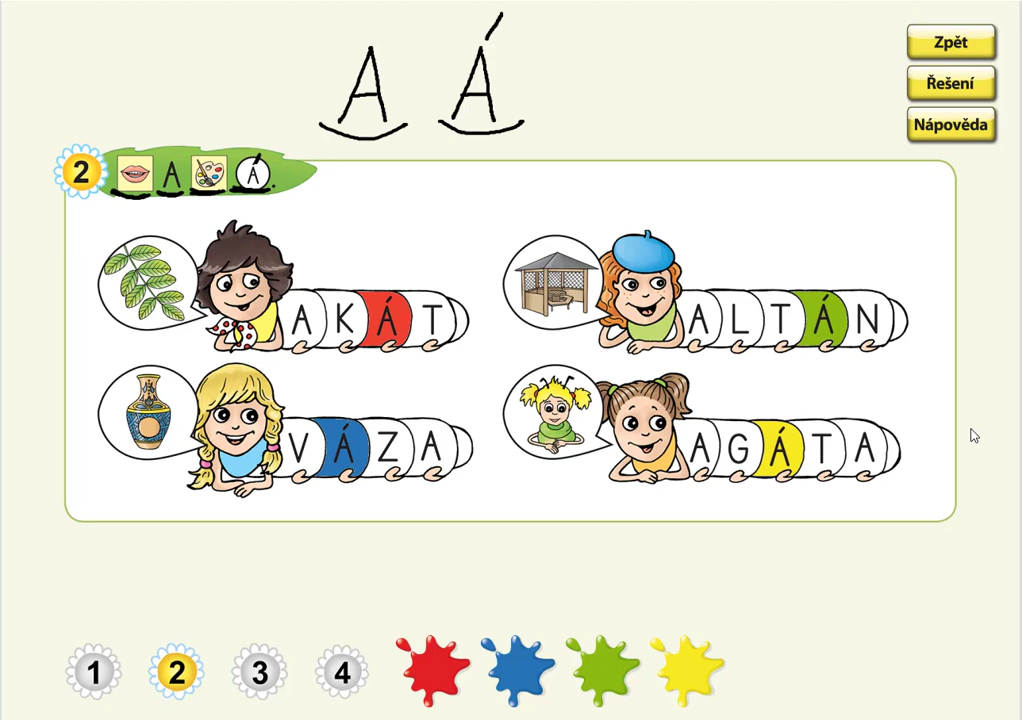 A Á
Zpět
Řešení
Nápověda
2 A Á.
AKÁT
ALTÁN
VÁZA
AGÁTA
1 2 3 4